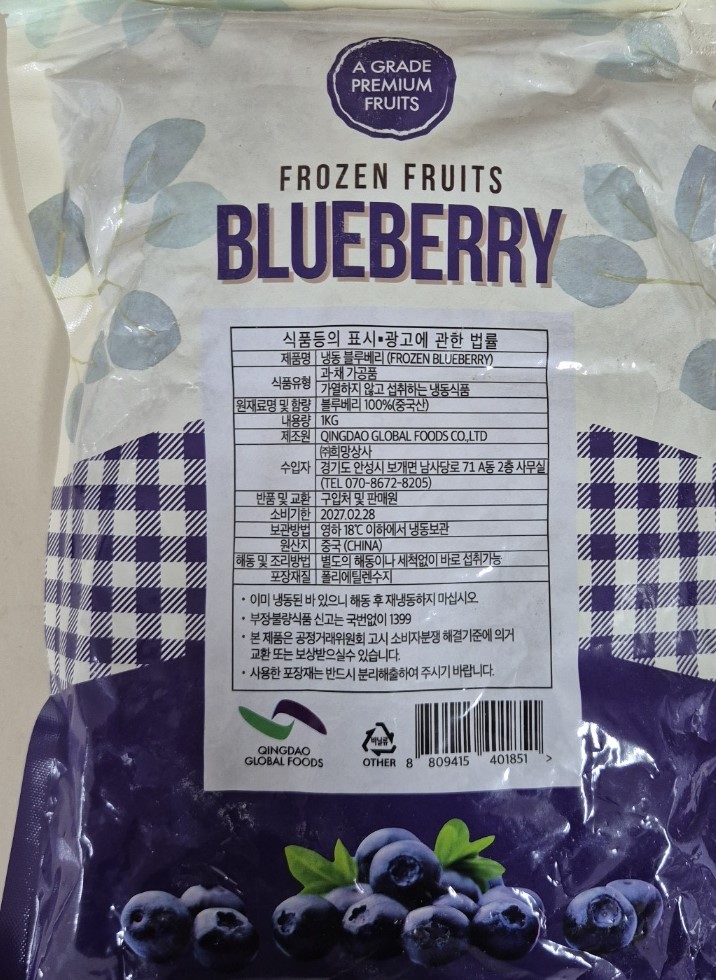 A GRADE
PREMIUM
FRUITS
FROZEN FRUITS
BLUEBERRY
식품등의 표시▪광고에 관한 법률
제품명 냉동 블루베리 (FROZEN BLUEBERRY)
식품유형 과·채 가공품
가열하지 않고 섭취하는 냉동식품
원재료명 및 함량 블루베리 100%(중국산)
내용량 1KG
제조원 QINGDAO GLOBAL FOODS CO.,LTD
수입자 ㈜희망상사
경기도 안성시 보개면 남사당로 71 A동 2층 사무실
(TEL 070-8672-8205)
반품 및 교환 구입처 및 판매원
소비기한 2027.02.28
보관방법 영하 18℃ 이하에서 냉동보관
원산지 중국 (CHINA)
해동 및 조리방법 별도의 해동이나 세척없이 바로 섭취가능
포장재질 폴리에틸렌수지
• 이미 냉동된 바 있으니 해동 후 재냉동하지 마십시오.
• 부정·불량식품 신고는 국번없이 1399
• 본 제품은 공정거래위원회 고시 소비자분쟁 해결기준에 의거
교환 또는 보상받으실수 있습니다.
• 사용한 포장재는 반드시 분리해출하여 주시기 바랍니다.
QINGDAO
GLOBAL FOODS
비닐류
OTHER
8 809415 401851 >